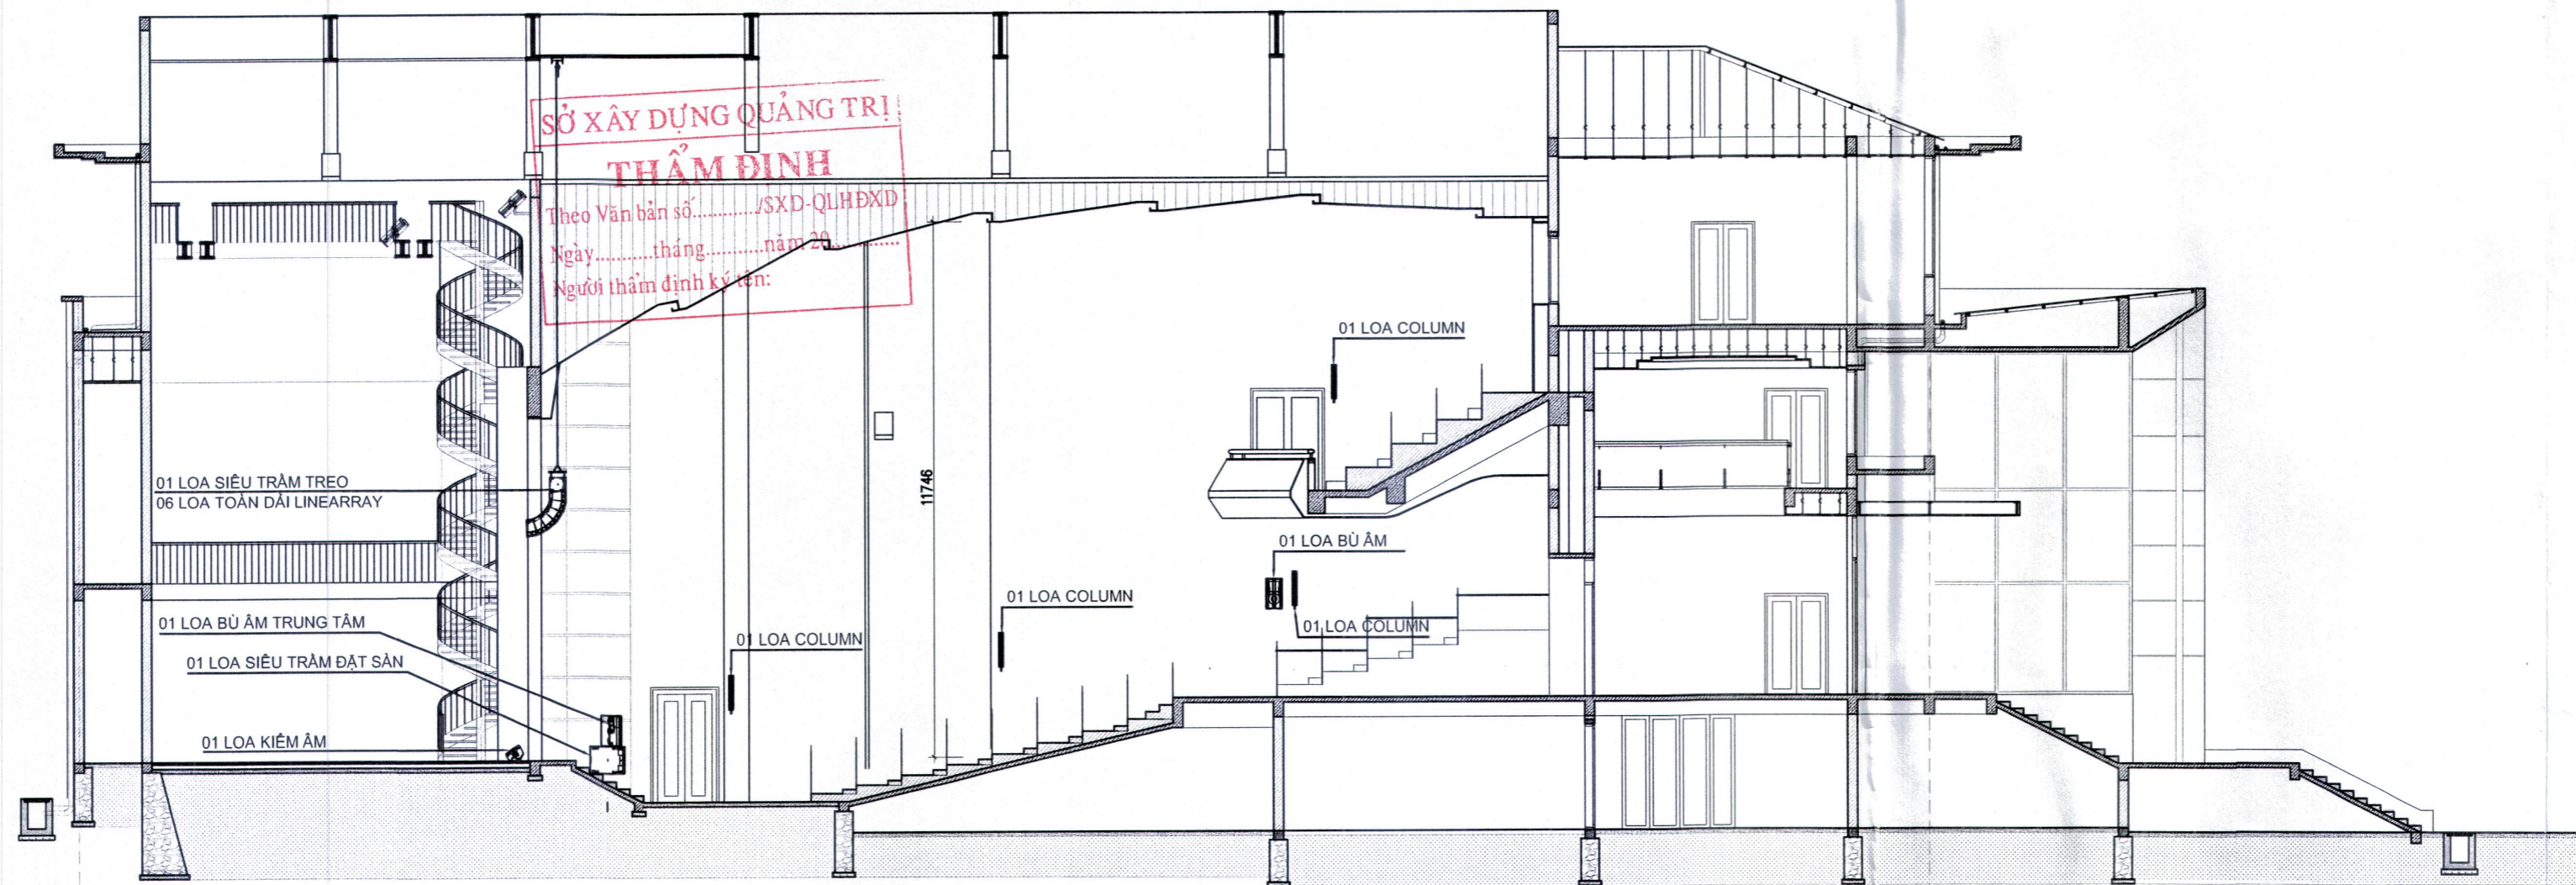 SỞ XÂY DỰNG QUẢNG TRỊ
THẨM ĐỊNH
Theo Văn bản số............/SXD-QLHĐXD
Ngày...........tháng...........năm 20............
Người thẩm định ký tên:
01 LOA COLUMN
01 LOA SIÊU TRẦM TREO
06 LOA TOÀN DẢI LINEARRAY
11746
01 LOA BÙ ÂM
01 LOA COLUMN
01 LOA COLUMN
01 LOA COLUMN
01 LOA BÙ ÂM TRUNG TÂM
01 LOA SIÊU TRẦM ĐẶT SÀN
01 LOA KIỂM ÂM